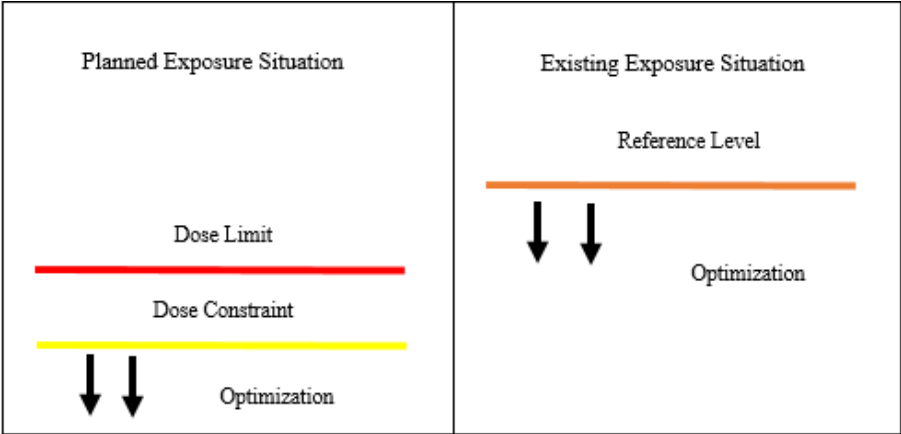 Planned Exposure Situation
Dose Limit
Dose Constraint
Optimization
Existing Exposure Situation
Reference Level
Optimization